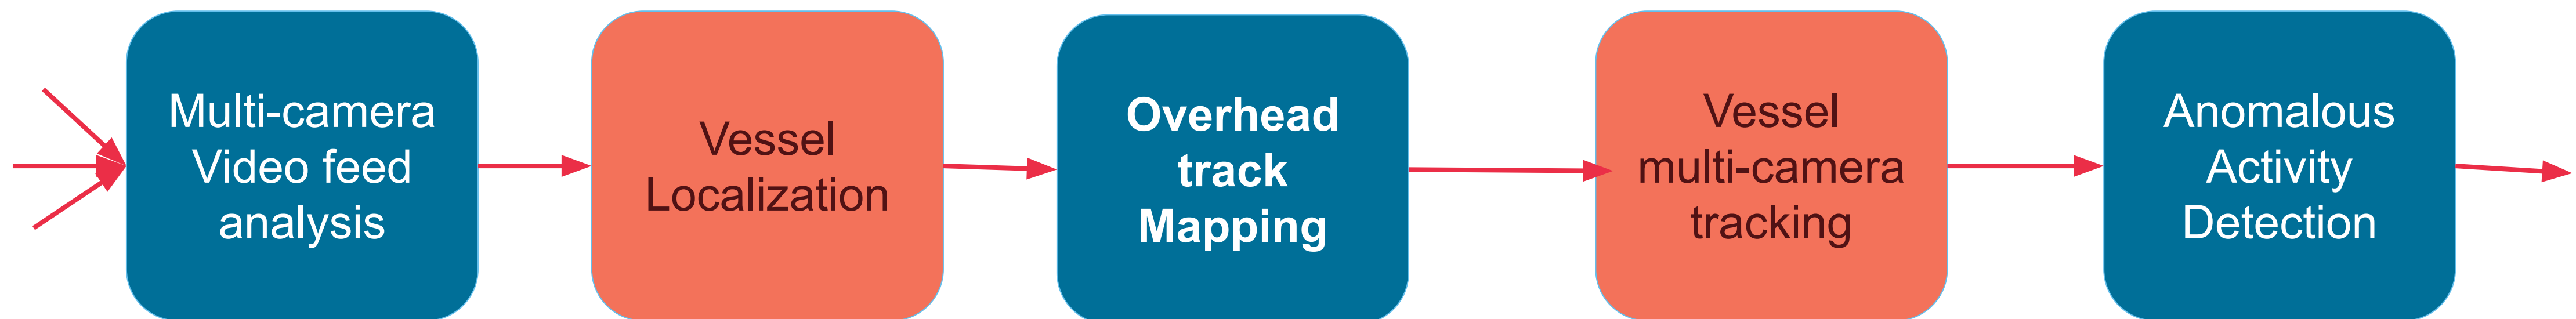 Multi-camera
Video feed
analysis
Vessel
Localization
Overhead
track
Mapping
Vessel
multi-camera
tracking
Anomalous
Activity
Detection